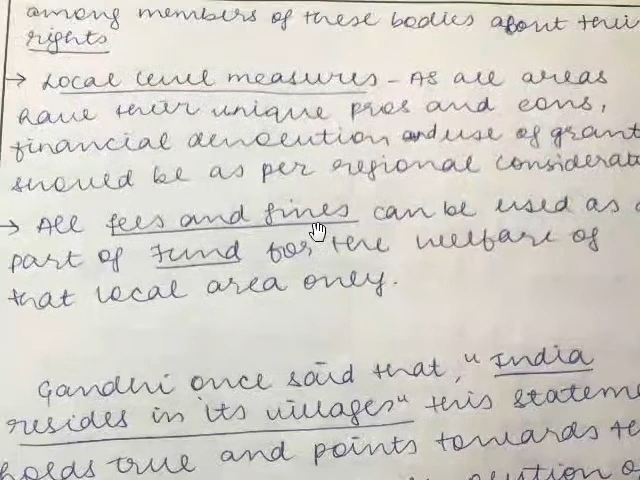 among members of these bodies about their
rights
→ Local level measures - As all areas
have their unique pros and cons,
financial devolution and use of grant
should be as per regional considerat
→ All fees and fines can be used as a
part of Fund for the welfare of
that local area only.
Gandhi once said that, "India
resides in its villages" this stateme
holds true and points towards the